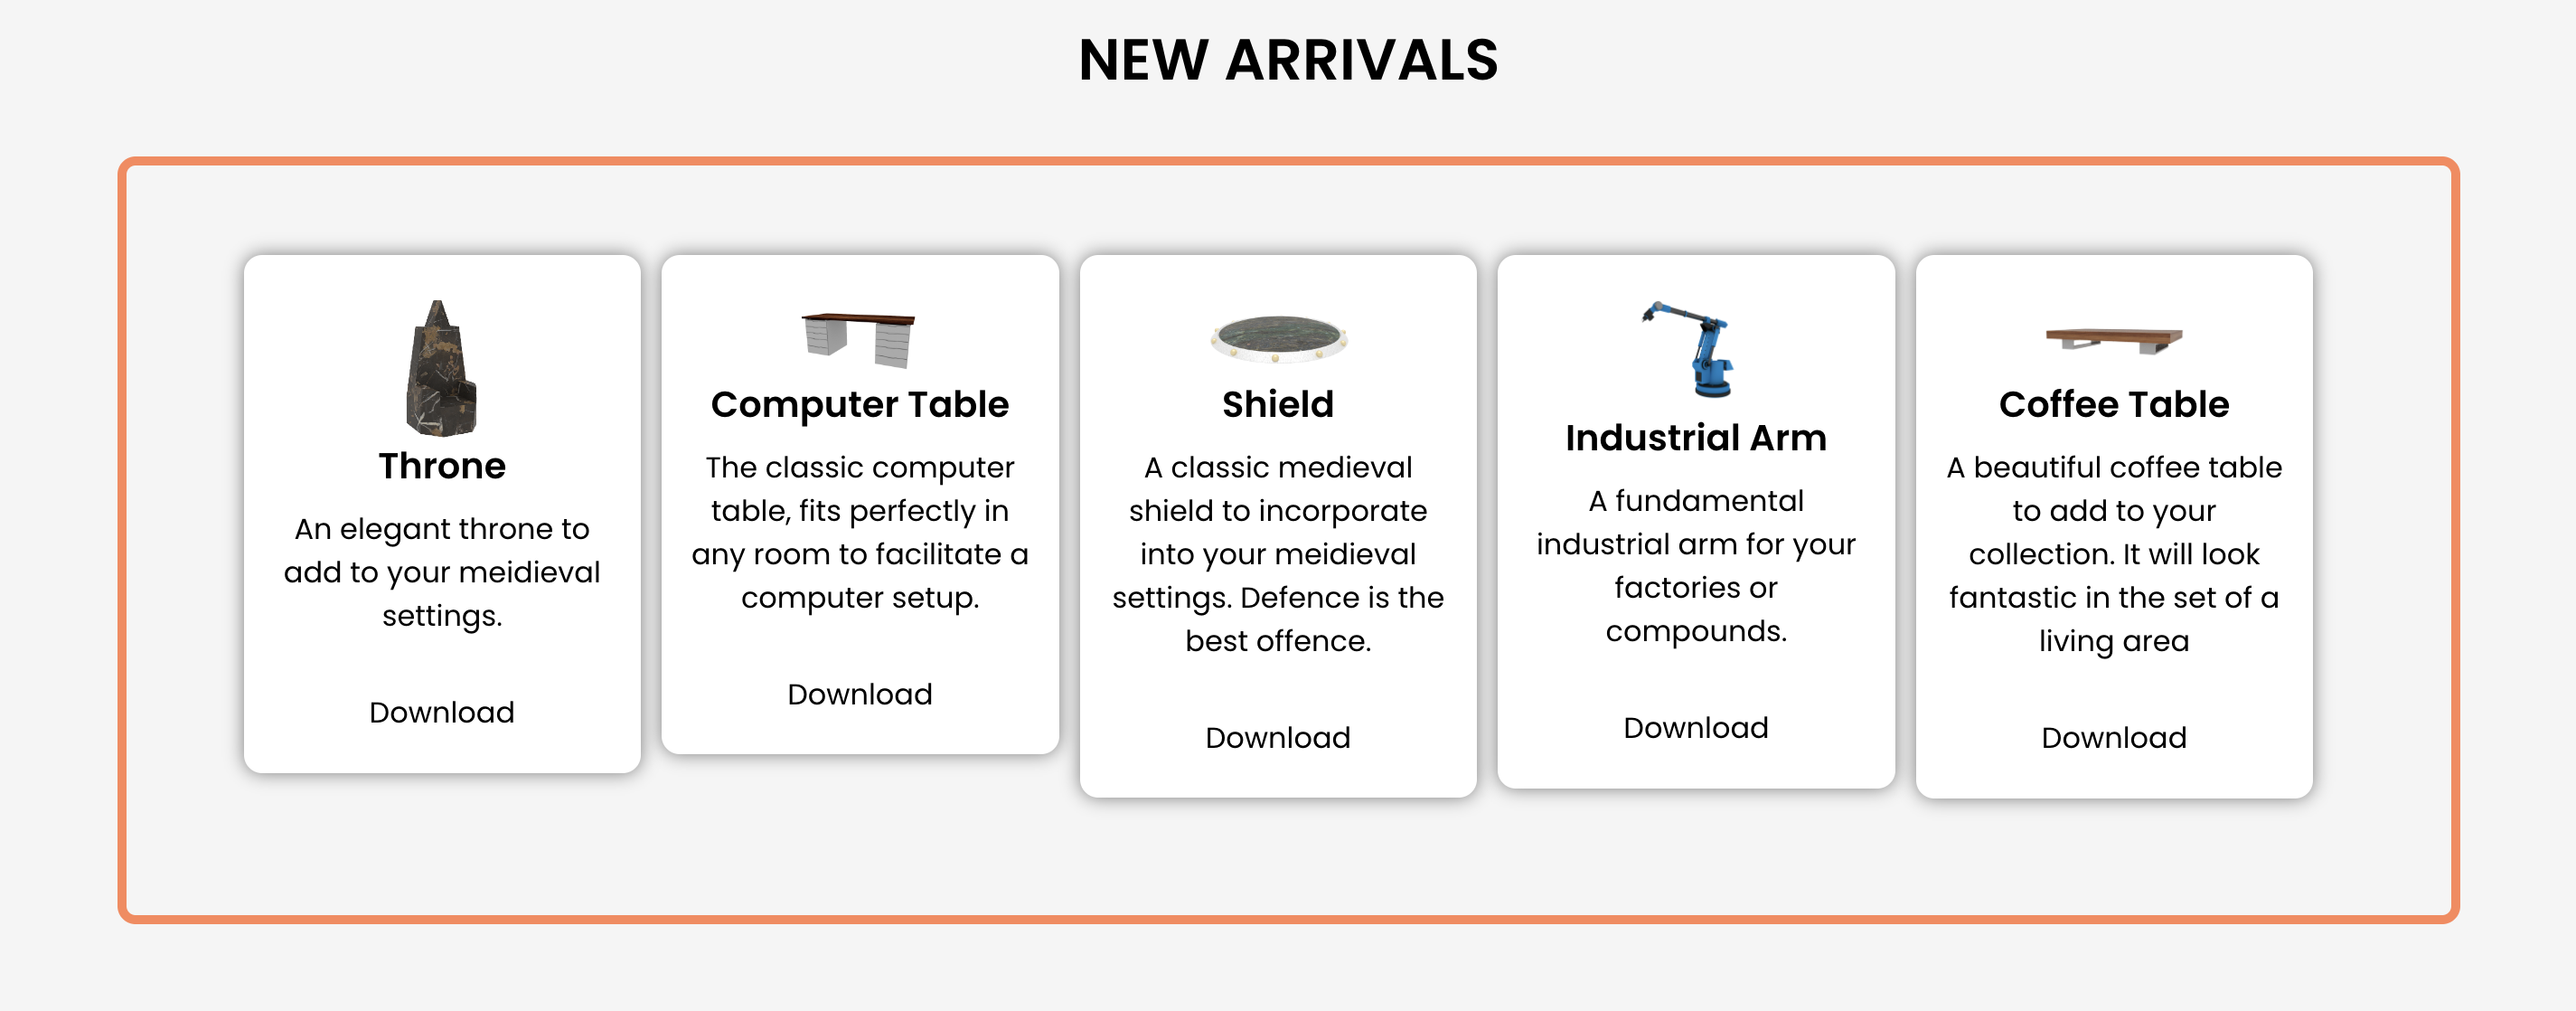 NEW ARRIVALS
Throne
An elegant throne to
add to your meidieval
settings.
Download
Computer Table
The classic computer
table, fits perfectly in
any room to facilitate a
computer setup.
Download
Shield
A classic medieval
shield to incorporate
into your meidieval
settings. Defence is the
best offence.
Download
Industrial Arm
A fundamental
industrial arm for your
factories or
compounds.
Download
Coffee Table
A beautiful coffee table
to add to your
collection. It will look
fantastic in the set of a
living area
Download